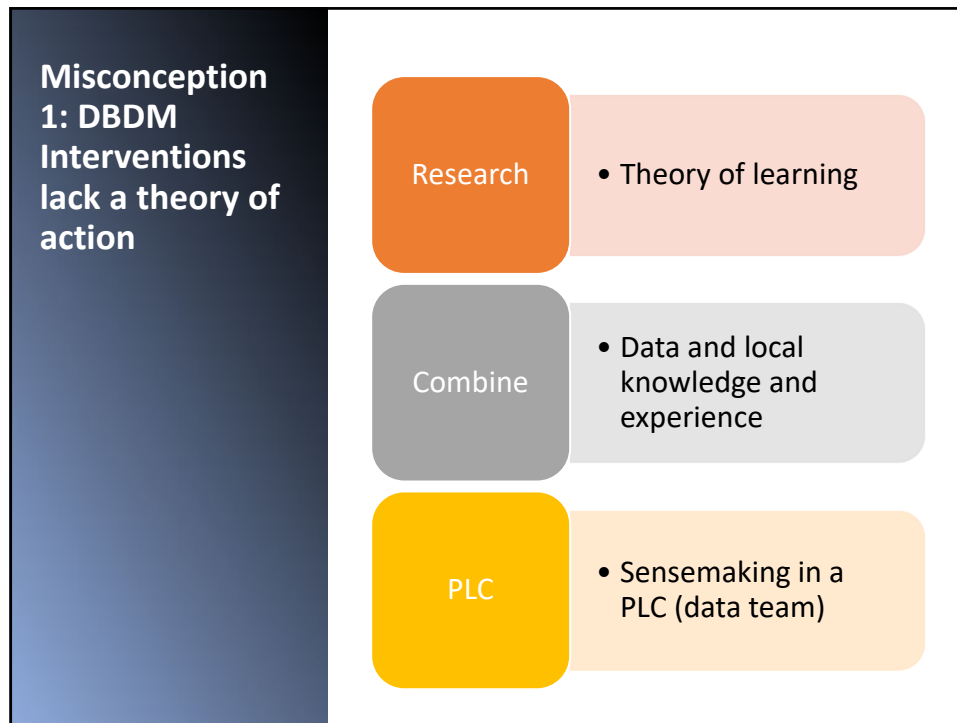 Misconception
1: DBDM
Interventions
lack a theory of
action
Research
• Theory of learning
Combine
• Data and local
knowledge and
experience
PLC
• Sensemaking in a
PLC (data team)